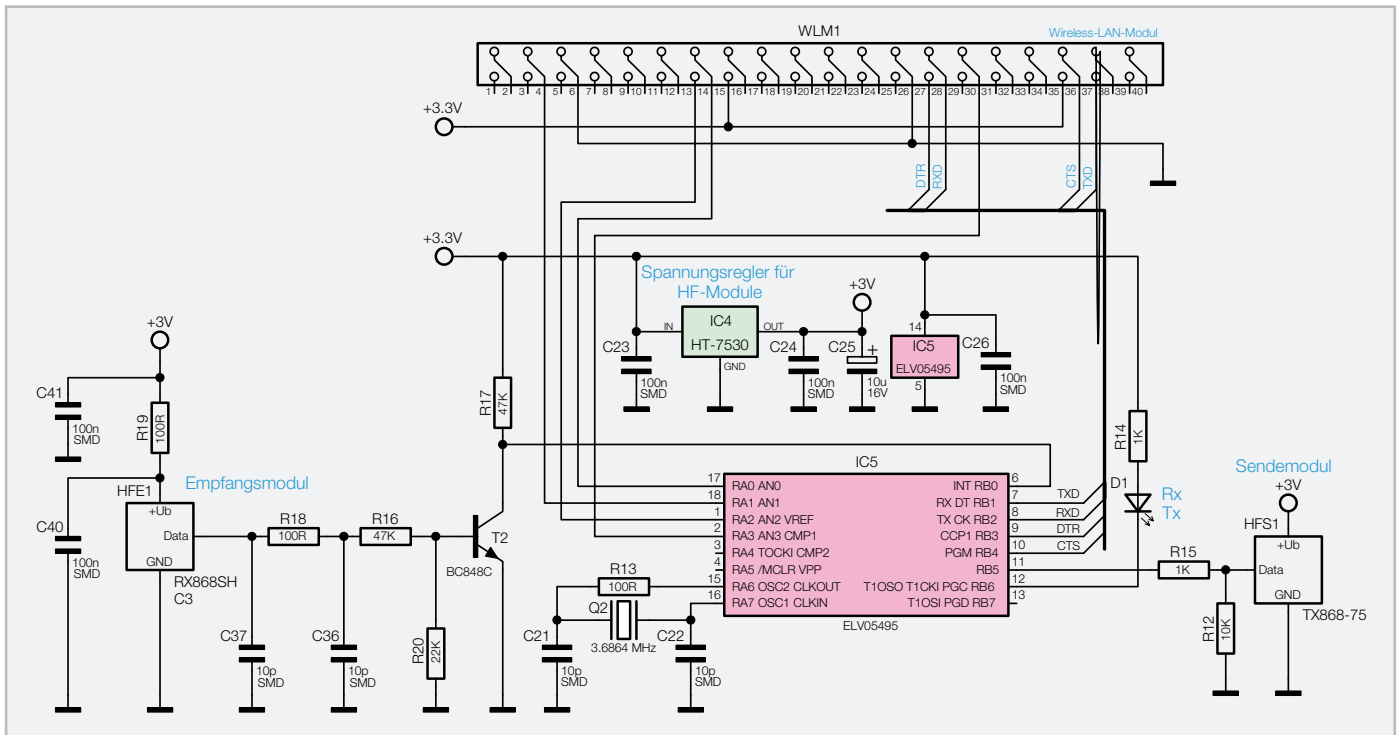 WLM1
Wireless-LAN-Modul
1 2 3 4 5 6 7 8 9 10 11 12 13 14 15 16 17 18 19 20 21 22 23 24 25 26 27 28 29 30 31 32 33 34 35 36 37 38 39 40
+3.3V
DTR
RXD
CTS
TXD
+3.3V
Spannungsregler für
HF-Module
+3V
IN
IC4
HT-7530
OUT
GND
C23
100n
SMD
C24
100n
SMD
C25
+
10u
16V
14
IC5
ELV05495
5
C26
100n
SMD
+3V
C41
100n
SMD
R19
100R
R17
47K
R14
1K
D1
Rx
Tx
Empfangsmodul
HFE1
+Ub
Data
GND
RX868SH
C3
C40
100n
SMD
R18
100R
R16
47K
T2
BC848C
C37
10p
SMD
C36
10p
SMD
R20
22K
R13
100R
Q2
3.6864 MHz
C21
10p
SMD
C22
10p
SMD
IC5
17 RA0 AN0
18 RA1 AN1
1 RA2 AN2 VREF
2 RA3 AN3 CMP1
3 RA4 TOCKI CMP2
4 RA5 /MCLR VPP
15 RA6 OSC2 CLKOUT
16 RA7 OSC1 CLKIN
INT RB0 6
RX DT RB1 7 TXD
TX CK RB2 8 RXD
CCP1 RB3 9 DTR
PGM RB4 10 CTS
RB5 11
T1OSO T1CKI PGC RB6 12
T1OSI PGD RB7 13
ELV05495
R15
1K
R12
10K
Sendemodul
+3V
HFS1
+Ub
Data
GND
TX868-75